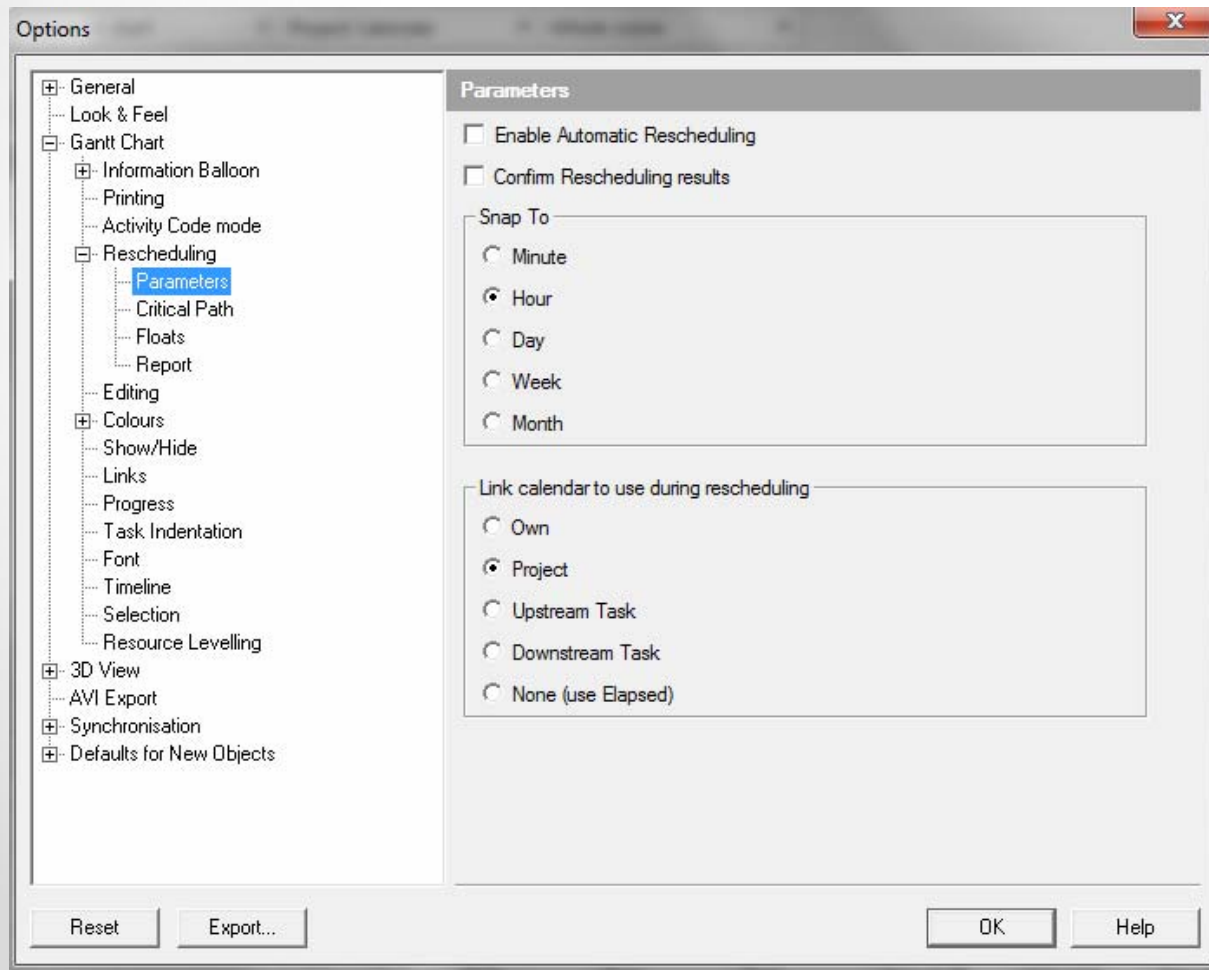 Options
General
Look & Feel
Gantt Chart
Information Balloon
Printing
Activity Code mode
Rescheduling
Parameters
Critical Path
Floats
Report
Editing
Colours
Show/Hide
Links
Progress
Task Indentation
Font
Timeline
Selection
Resource Levelling
3D View
AVI Export
Synchronisation
Defaults for New Objects
Parameters
Enable Automatic Rescheduling
Confirm Rescheduling results
Snap To
Minute
Hour
Day
Week
Month
Link calendar to use during rescheduling
Own
Project
Upstream Task
Downstream Task
None (use Elapsed)
Reset
Export...
OK
Help